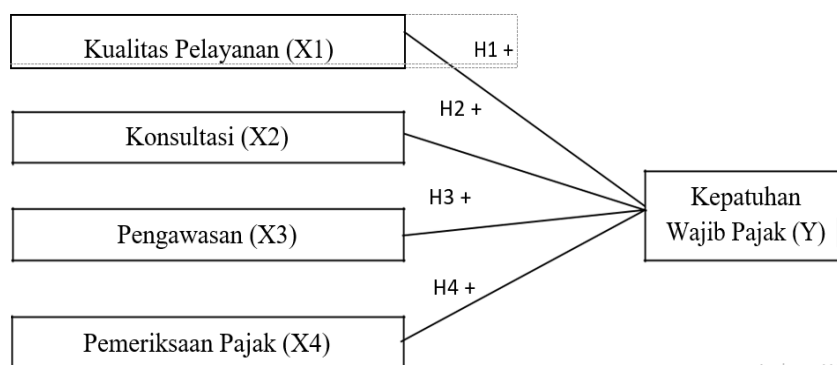 Kualitas Pelayanan (X1)
H1 +
H2 +
Konsultasi (X2)
H3 +
Pengawasan (X3)
H4 +
Pemeriksaan Pajak (X4)
Kepatuhan
Wajib Pajak (Y)